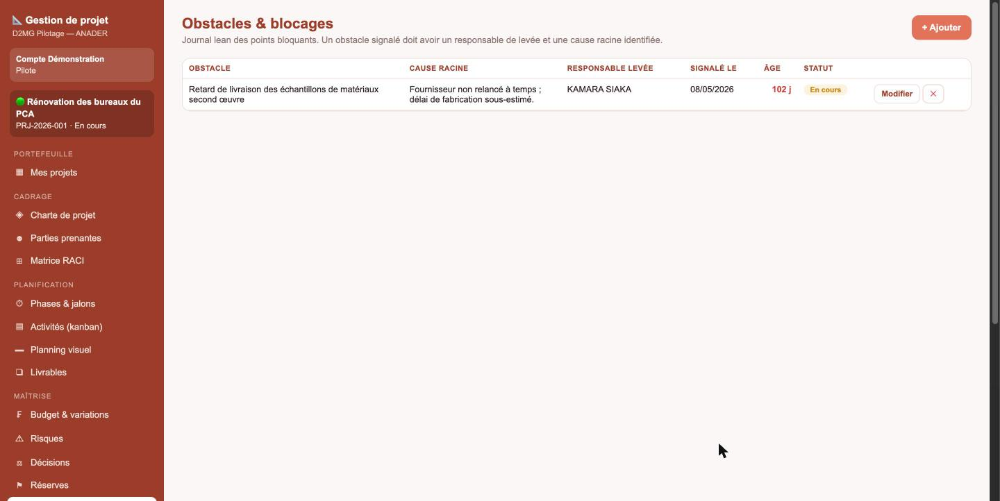 Gestion de projet
D2MG Pilotage — ANADER
Compte Démonstration
Pilote
Rénovation des bureaux du
PCA
PRJ-2026-001 · En cours
PORTEFEUILLE
Mes projets
CADRAGE
Charte de projet
Parties prenantes
Matrice RACI
PLANIFICATION
Phases & jalons
Activités (kanban)
Planning visuel
Livrables
MAÎTRISE
Budget & variations
Risques
Décisions
Réserves
Obstacles & blocages
Journal lean des points bloquants. Un obstacle signalé doit avoir un responsable de levée et une cause racine identifiée.
+ Ajouter
OBSTACLE CAUSE RACINE RESPONSABLE LEVÉE SIGNALÉ LE ÂGE STATUT
Retard de livraison des échantillons de matériaux
second œuvre
Fournisseur non relancé à temps ;
délai de fabrication sous-estimé.
KAMARA SIAKA
08/05/2026
102 j
En cours
Modifier